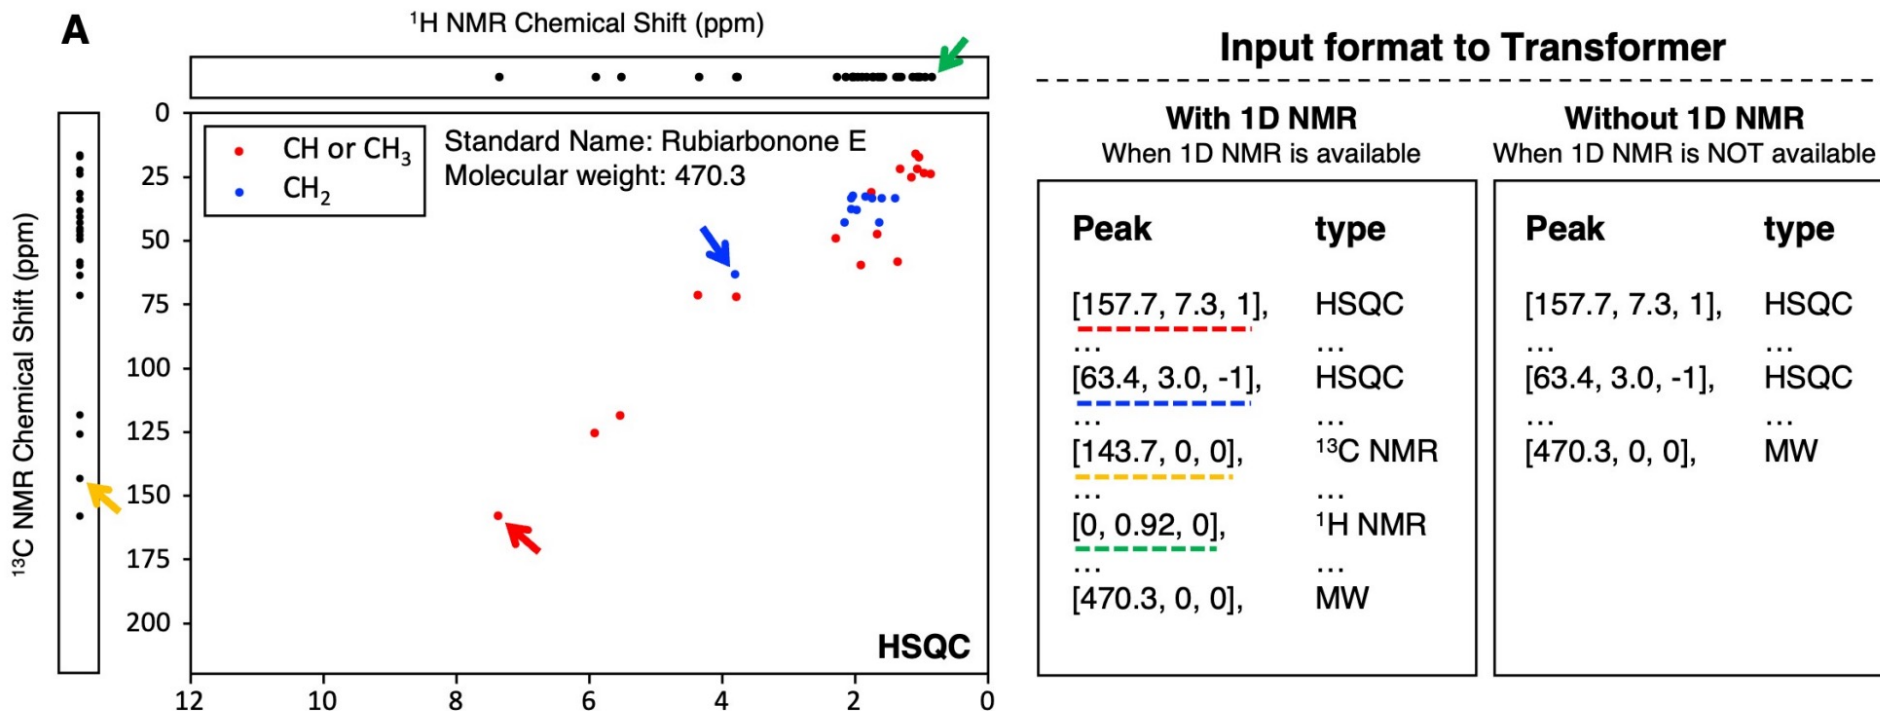 A
¹H NMR Chemical Shift (ppm)
¹³C NMR Chemical Shift (ppm)
0
25
50
75
100
125
150
175
200
12
10
8
6
4
2
0
CH or CH₃
CH₂
Standard Name: Rubiarbonone E
Molecular weight: 470.3
HSQC
Input format to Transformer
With 1D NMR
When 1D NMR is available
Peak type
[157.7, 7.3, 1], HSQC
... ...
[63.4, 3.0, -1], HSQC
... ...
[143.7, 0, 0], ¹³C NMR
... ...
[0, 0.92, 0], ¹H NMR
... ...
[470.3, 0, 0], MW
Without 1D NMR
When 1D NMR is NOT available
Peak type
[157.7, 7.3, 1], HSQC
... ...
[63.4, 3.0, -1], HSQC
... ...
[470.3, 0, 0], MW